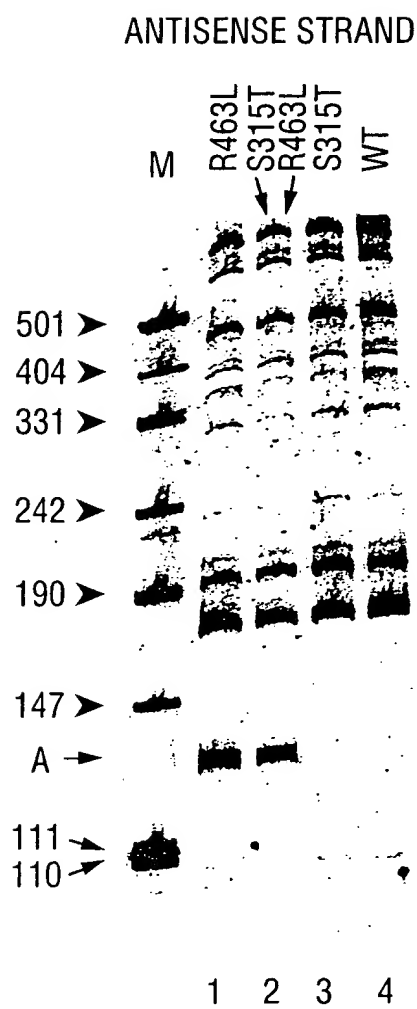 ANTISENSE STRAND
M
R463L
S315T
R463L
S315T
WT
501
404
331
242
190
147
A
111
110
1 2 3 4